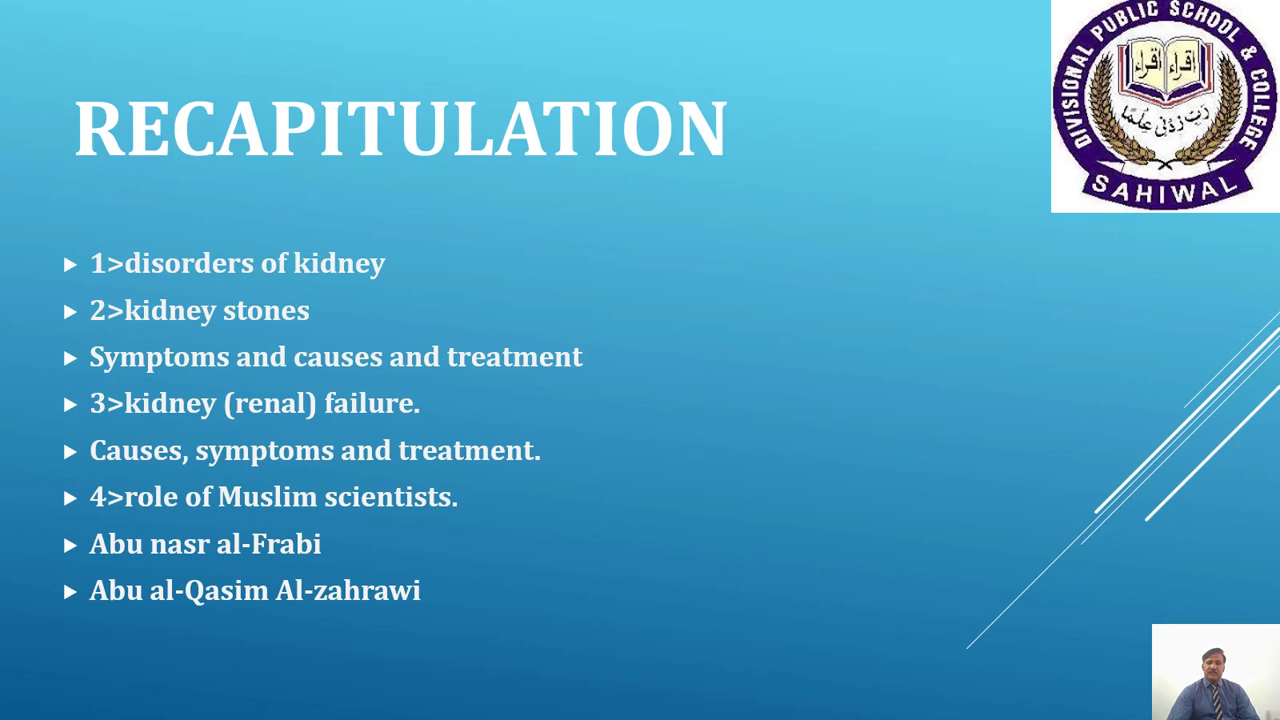 DIVISIONAL PUBLIC SCHOOL & COLLEGE
اقراء اقراء
رَبِّ زِدْنِی عِلْمًا
SAHIWAL
RECAPITULATION
1>disorders of kidney
2>kidney stones
Symptoms and causes and treatment
3>kidney (renal) failure.
Causes, symptoms and treatment.
4>role of Muslim scientists.
Abu nasr al-Frabi
Abu al-Qasim Al-zahrawi